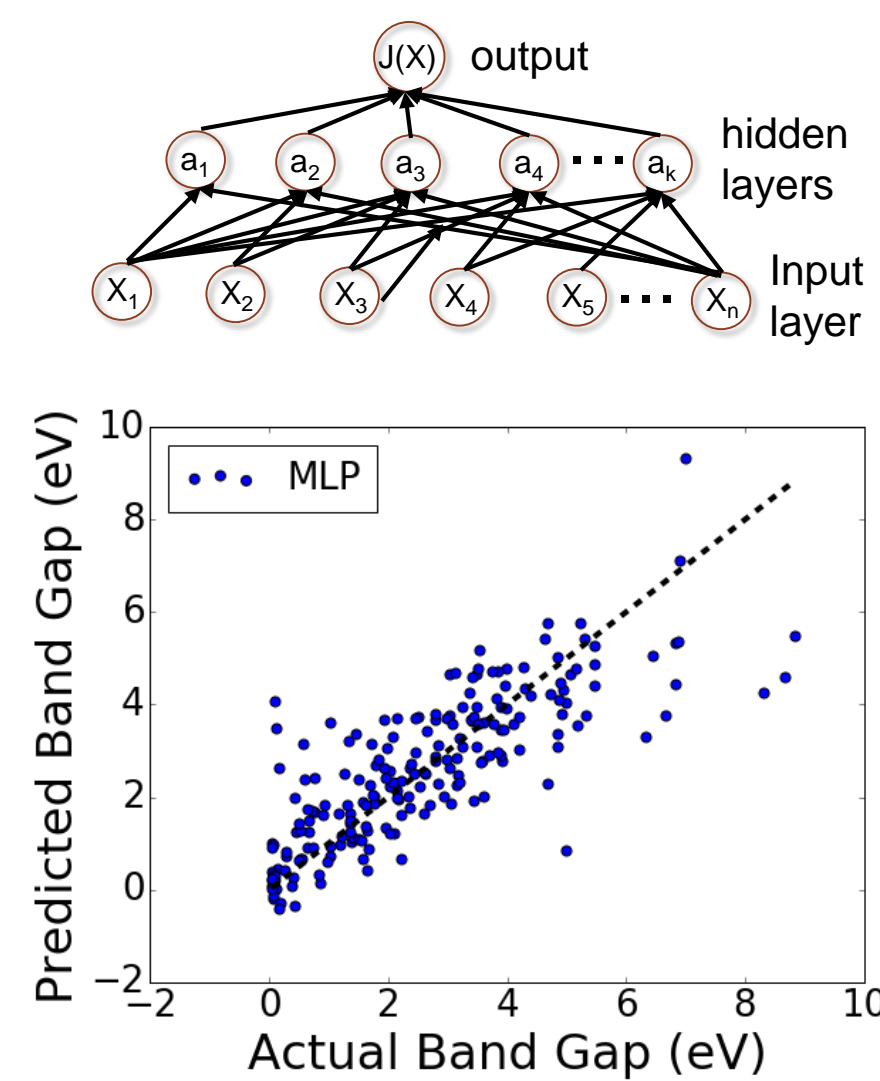 J(X) output
a1 a2 a3 a4 ... ak
hidden
layers
X1 X2 X3 X4 X5 ... Xn
Input
layer
MLP
10
8
6
4
2
0
−2
−2 0 2 4 6 8 10
Predicted Band Gap (eV)
Actual Band Gap (eV)